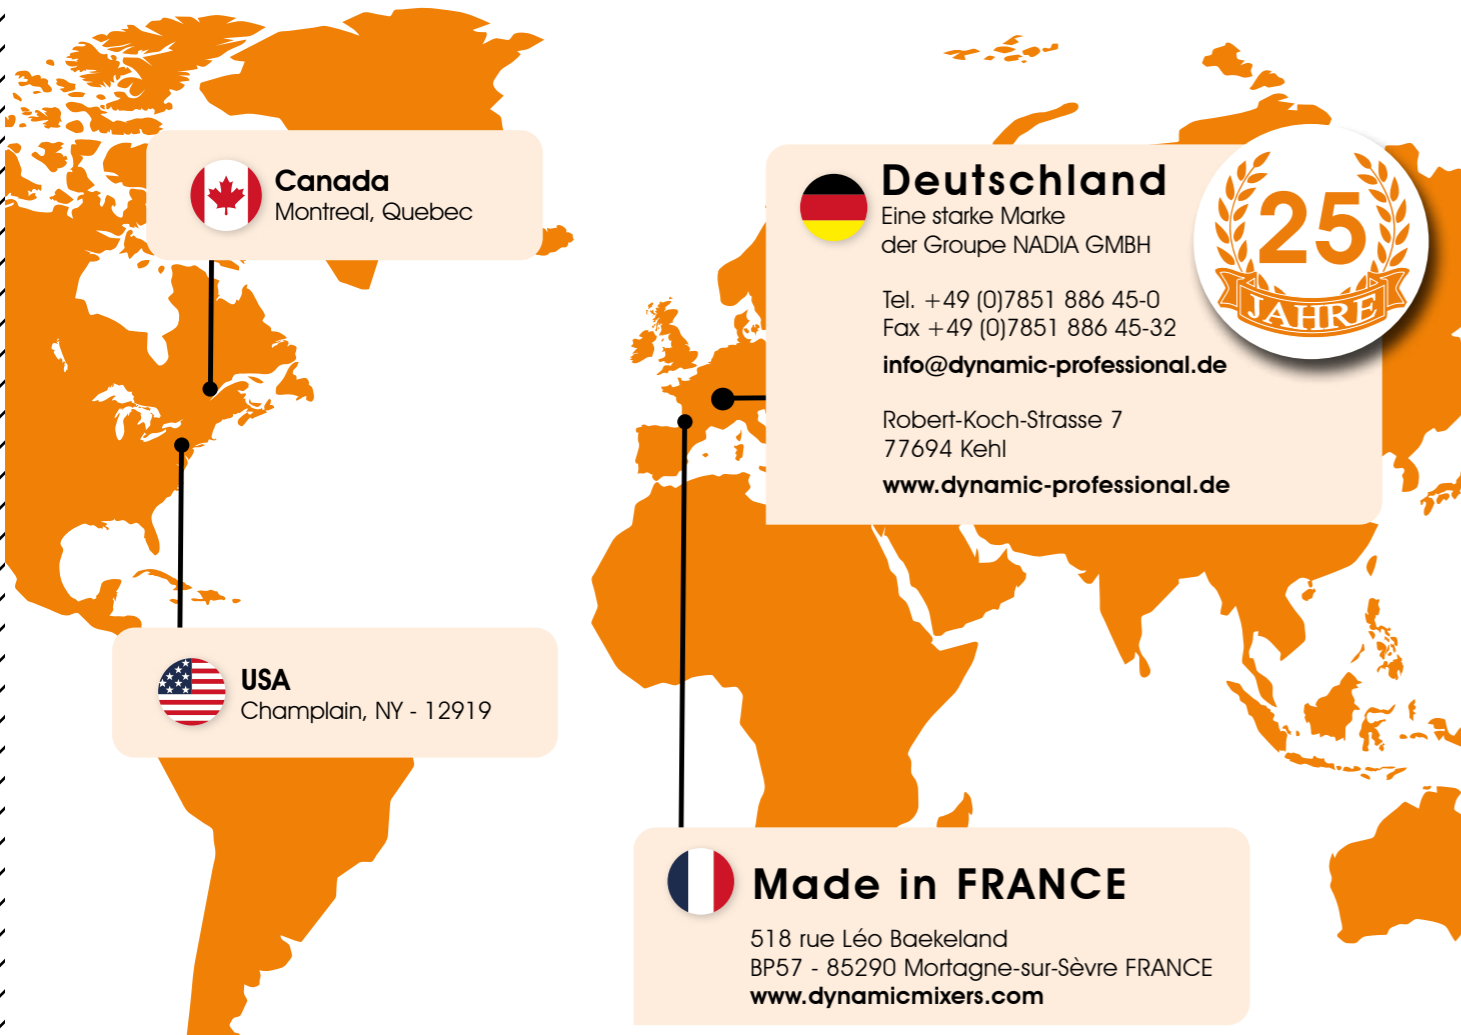 Canada
Montreal, Quebec
Deutschland
Eine starke Marke
der Groupe NADIA GMBH
Tel. +49 (0)7851 886 45-0
Fax +49 (0)7851 886 45-32
info@dynamic-professional.de
Robert-Koch-Strasse 7
77694 Kehl
www.dynamic-professional.de
25
JAHRE
USA
Champlain, NY - 12919
Made in FRANCE
518 rue Léo Baekeland
BP57 - 85290 Mortagne-sur-Sèvre FRANCE
www.dynamicmixers.com